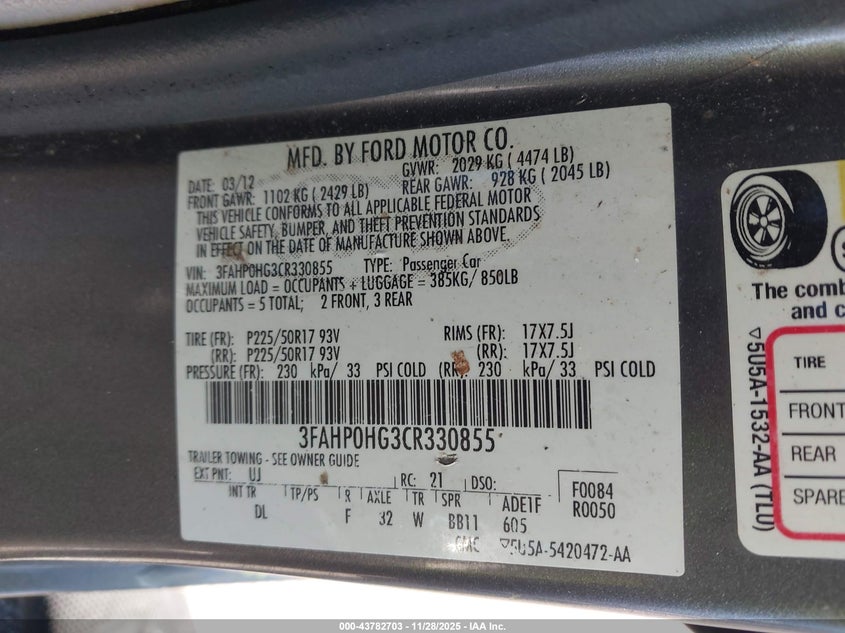 MFD. BY FORD MOTOR CO.
DATE: 03/12 GVWR: 2029 KG ( 4474 LB)
FRONT GAWR: 1102 KG ( 2429 LB) REAR GAWR: 928 KG ( 2045 LB)
THIS VEHICLE CONFORMS TO ALL APPLICABLE FEDERAL MOTOR
VEHICLE SAFETY, BUMPER, AND THEFT PREVENTION STANDARDS
IN EFFECT ON THE DATE OF MANUFACTURE SHOWN ABOVE.
VIN: 3FAHP0HG3CR330855 TYPE: Passenger Car
MAXIMUM LOAD = OCCUPANTS + LUGGAGE = 385KG/ 850LB
OCCUPANTS = 5 TOTAL; 2 FRONT, 3 REAR
TIRE (FR): P225/50R17 93V RIMS (FR): 17X7.5J
(RR): P225/50R17 93V (RR): 17X7.5J
PRESSURE (FR): 230 kPa/ 33 PSI COLD (RR): 230 kPa/ 33 PSI COLD
3FAHP0HG3CR330855
TRAILER TOWING - SEE OWNER GUIDE
EXT PNT: UJ RC: 21 DSO:
INT TR TP/PS R AXLE TR SPR ADE1F F0084
DL F 32 W BB11 605 R0050
GMC ▽5U5A-5420472-AA
The comb
and c
▽5U5A-1532-AA (TLU)
TIRE
FRONT
REAR
SPARE
000-43782703 | 11/28/2025 - IAA Inc.